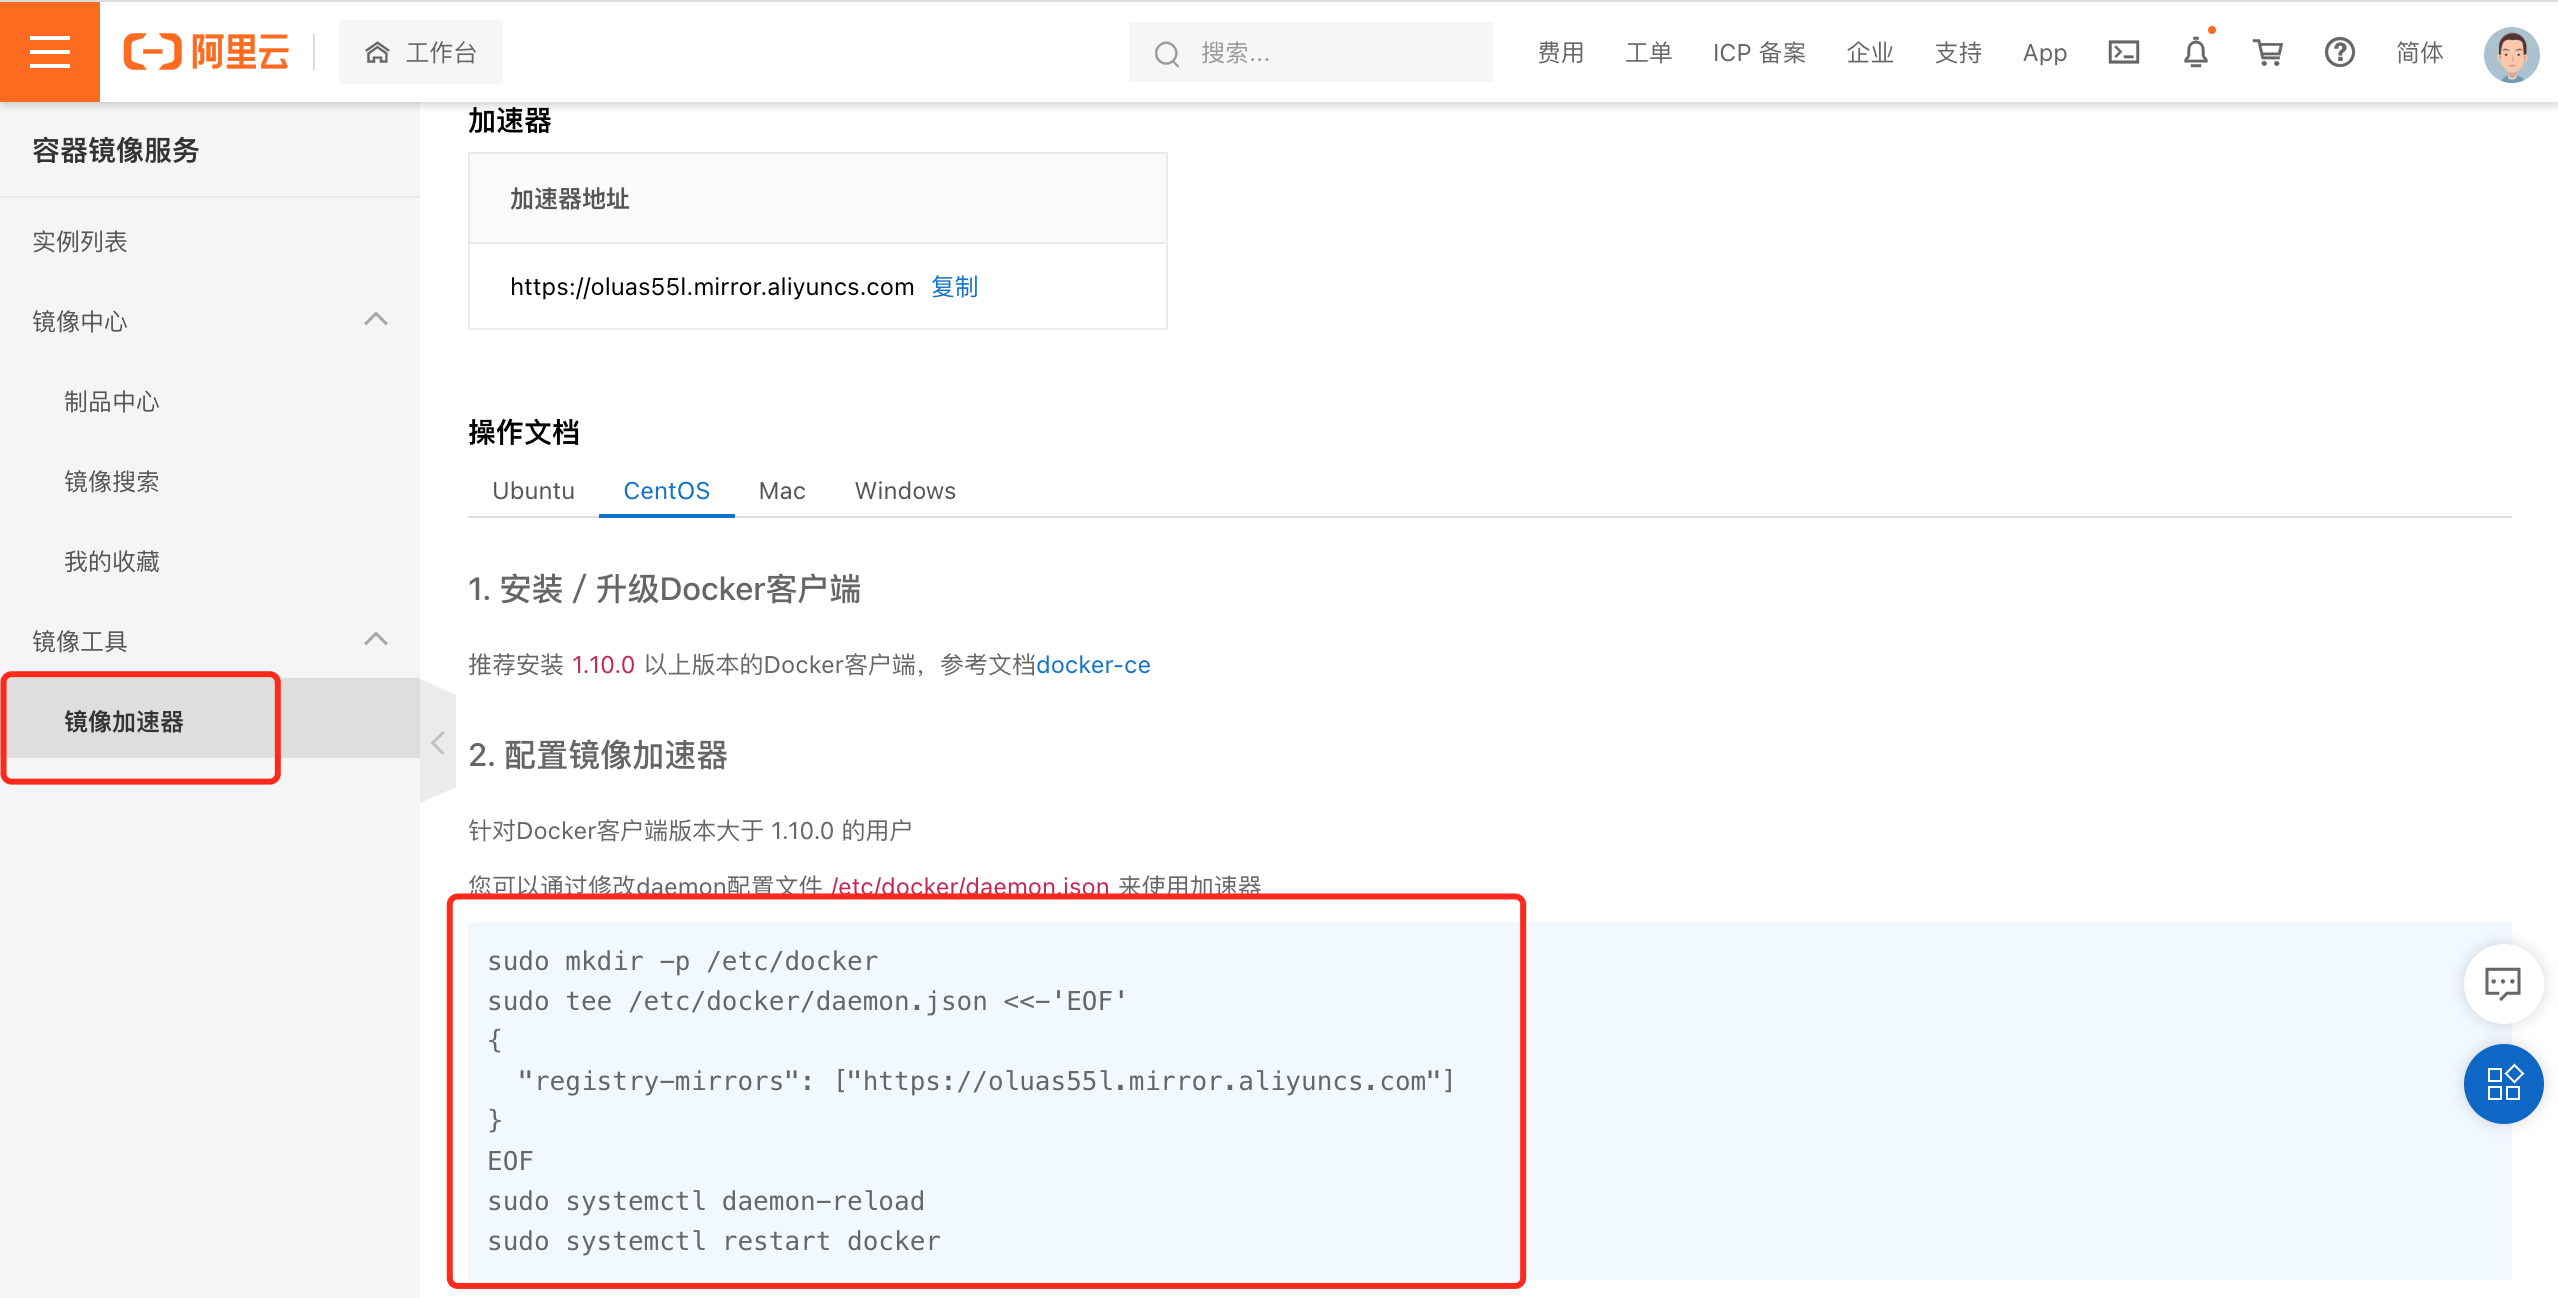 阿里云
工作台
搜索...
费用
工单
ICP 备案
企业
支持
App
简体
容器镜像服务
实例列表
镜像中心
制品中心
镜像搜索
我的收藏
镜像工具
镜像加速器
加速器
加速器地址
https://oluas55l.mirror.aliyuncs.com 复制
操作文档
Ubuntu CentOS Mac Windows
1. 安装 / 升级Docker客户端
推荐安装 1.10.0 以上版本的Docker客户端，参考文档docker-ce
2. 配置镜像加速器
针对Docker客户端版本大于 1.10.0 的用户
您可以通过修改daemon配置文件 /etc/docker/daemon.json 来使用加速器
sudo mkdir -p /etc/docker
sudo tee /etc/docker/daemon.json <<-'EOF'
{
  "registry-mirrors": ["https://oluas55l.mirror.aliyuncs.com"]
}
EOF
sudo systemctl daemon-reload
sudo systemctl restart docker